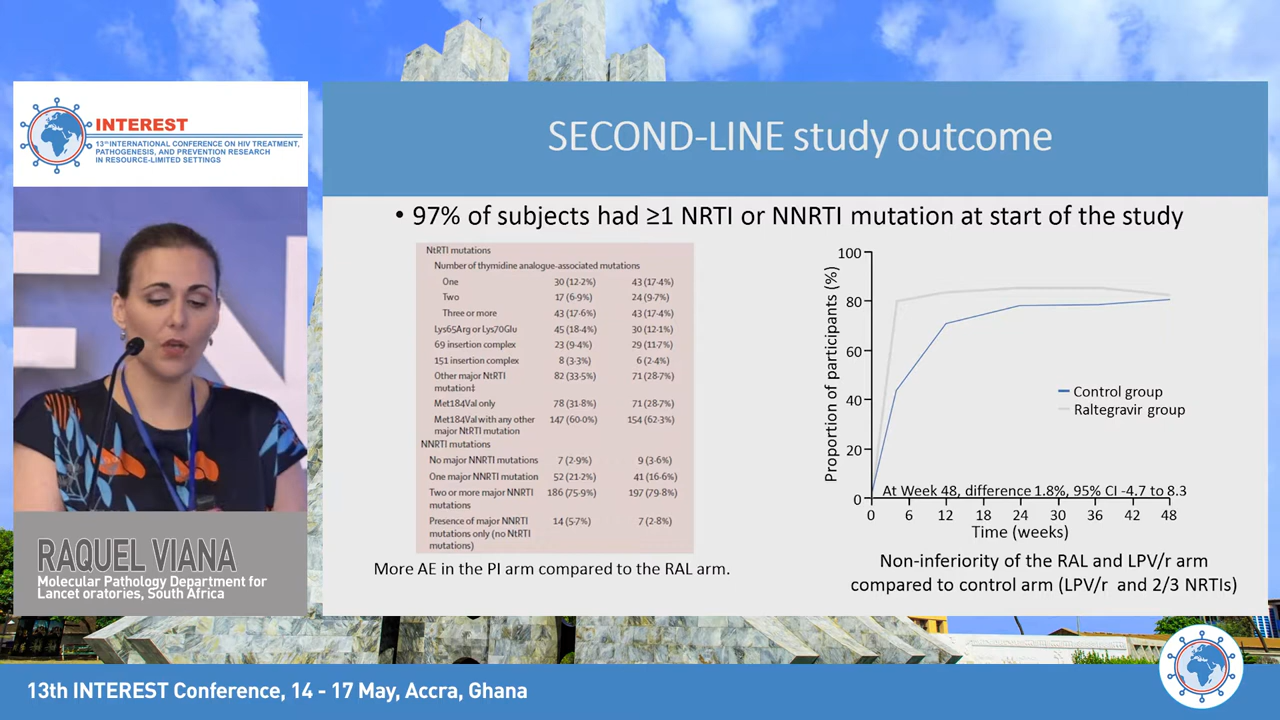 INTEREST
13th INTERNATIONAL CONFERENCE ON HIV TREATMENT,
PATHOGENESIS, AND PREVENTION RESEARCH
IN RESOURCE-LIMITED SETTINGS
RAQUEL VIANA
Molecular Pathology Department for
Lancet oratories, South Africa
SECOND-LINE study outcome
• 97% of subjects had ≥1 NRTI or NNRTI mutation at start of the study
NtRTI mutations
Number of thymidine analogue-associated mutations
One 30 (12·2%) 43 (17·4%)
Two 17 (6·9%) 24 (9·7%)
Three or more 43 (17·6%) 43 (17·4%)
Lys65Arg or Lys70Glu 45 (18·4%) 30 (12·1%)
69 insertion complex 23 (9·4%) 29 (11·7%)
151 insertion complex 8 (3·3%) 6 (2·4%)
Other major NtRTI 82 (33·5%) 71 (28·7%)
mutation‡
Met184Val only 78 (31·8%) 71 (28·7%)
Met184Val with any other 147 (60·0%) 154 (62·3%)
major NtRTI mutation
NNRTI mutations
No major NNRTI mutations 7 (2·9%) 9 (3·6%)
One major NNRTI mutation 52 (21·2%) 41 (16·6%)
Two or more major NNRTI 186 (75·9%) 197 (79·8%)
mutations
Presence of major NNRTI 14 (5·7%) 7 (2·8%)
mutations only (no NtRTI
mutations)
More AE in the PI arm compared to the RAL arm.
Proportion of participants (%)
100
80
60
40
20
0
Control group
Raltegravir group
At Week 48, difference 1.8%, 95% CI -4.7 to 8.3
0 6 12 18 24 30 36 42 48
Time (weeks)
Non-inferiority of the RAL and LPV/r arm
compared to control arm (LPV/r and 2/3 NRTIs)
13th INTEREST Conference, 14 - 17 May, Accra, Ghana